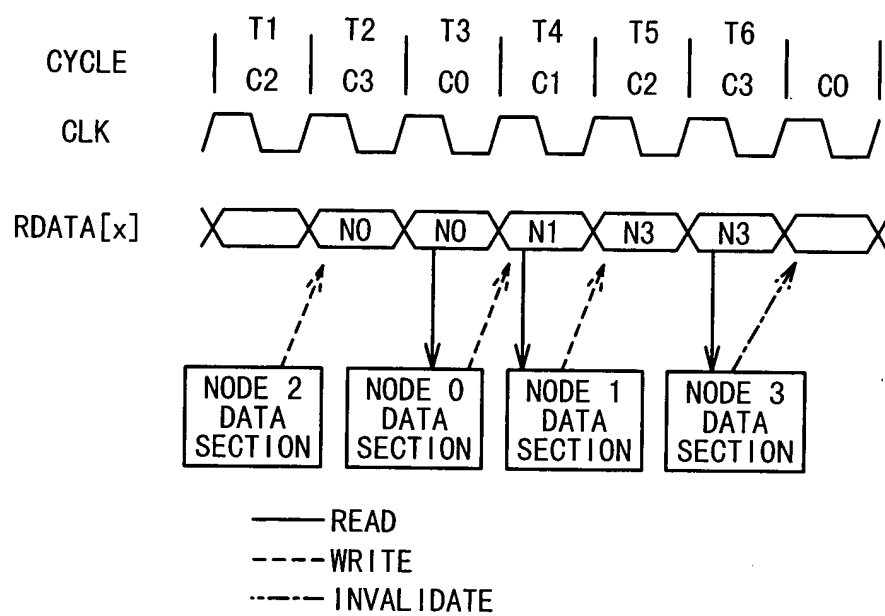 T1 T2 T3 T4 T5 T6
CYCLE
C2 C3 C0 C1 C2 C3 C0
CLK
RDATA[x] N0 N0 N1 N3 N3
NODE 2 NODE 0 NODE 1 NODE 3
DATA DATA DATA DATA
SECTION SECTION SECTION SECTION
READ
WRITE
INVALIDATE